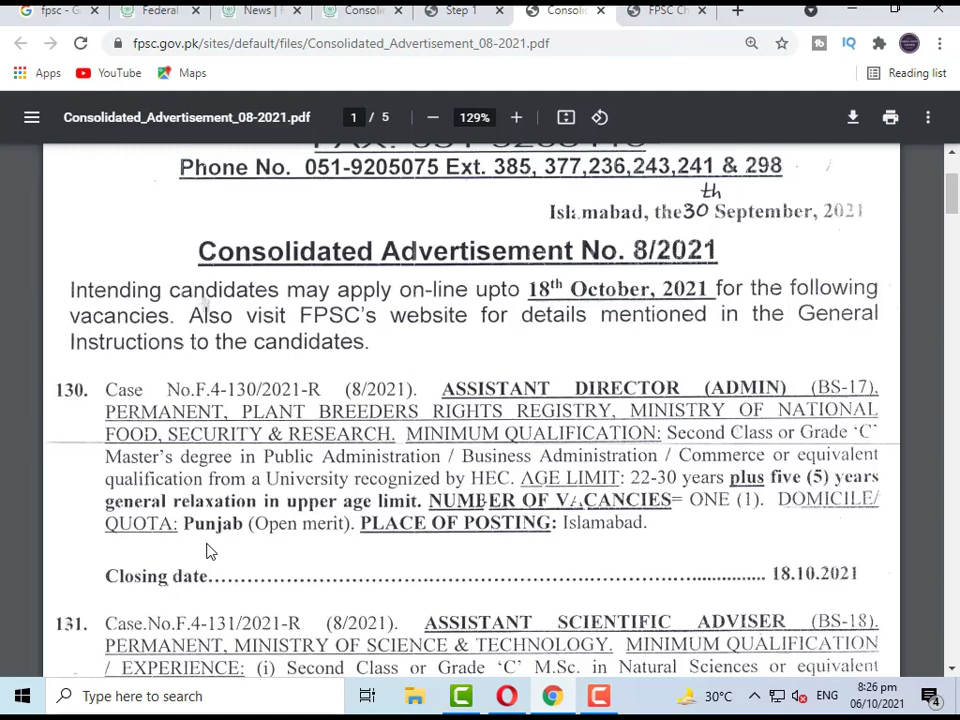 fpsc - G
Federal
News |
Consoli
Step 1
Consoli
FPSC Ch
fpsc.gov.pk/sites/default/files/Consolidated_Advertisement_08-2021.pdf
IQ
Apps
YouTube
Maps
Reading list
Consolidated_Advertisement_08-2021.pdf
1 / 5
129%
Phone No. 051-9205075 Ext. 385, 377,236,243,241 & 298
Islamabad, the 30th September, 2021
Consolidated Advertisement No. 8/2021
Intending candidates may apply on-line upto 18th October, 2021 for the following
vacancies. Also visit FPSC's website for details mentioned in the General
Instructions to the candidates.
130. Case No.F.4-130/2021-R (8/2021). ASSISTANT DIRECTOR (ADMIN) (BS-17),
PERMANENT, PLANT BREEDERS RIGHTS REGISTRY, MINISTRY OF NATIONAL
FOOD, SECURITY & RESEARCH. MINIMUM QUALIFICATION: Second Class or Grade 'C'
Master's degree in Public Administration / Business Administration / Commerce or equivalent
qualification from a University recognized by HEC. AGE LIMIT: 22-30 years plus five (5) years
general relaxation in upper age limit. NUMBER OF VACANCIES= ONE (1). DOMICILE/
QUOTA: Punjab (Open merit). PLACE OF POSTING: Islamabad.
Closing date.......................................................................... 18.10.2021
131. Case.No.F.4-131/2021-R (8/2021). ASSISTANT SCIENTIFIC ADVISER (BS-18),
PERMANENT, MINISTRY OF SCIENCE & TECHNOLOGY. MINIMUM QUALIFICATION
/ EXPERIENCE: (i) Second Class or Grade 'C' M.Sc. in Natural Sciences or equivalent
Type here to search
30°C
ENG
8:26 pm
06/10/2021
4